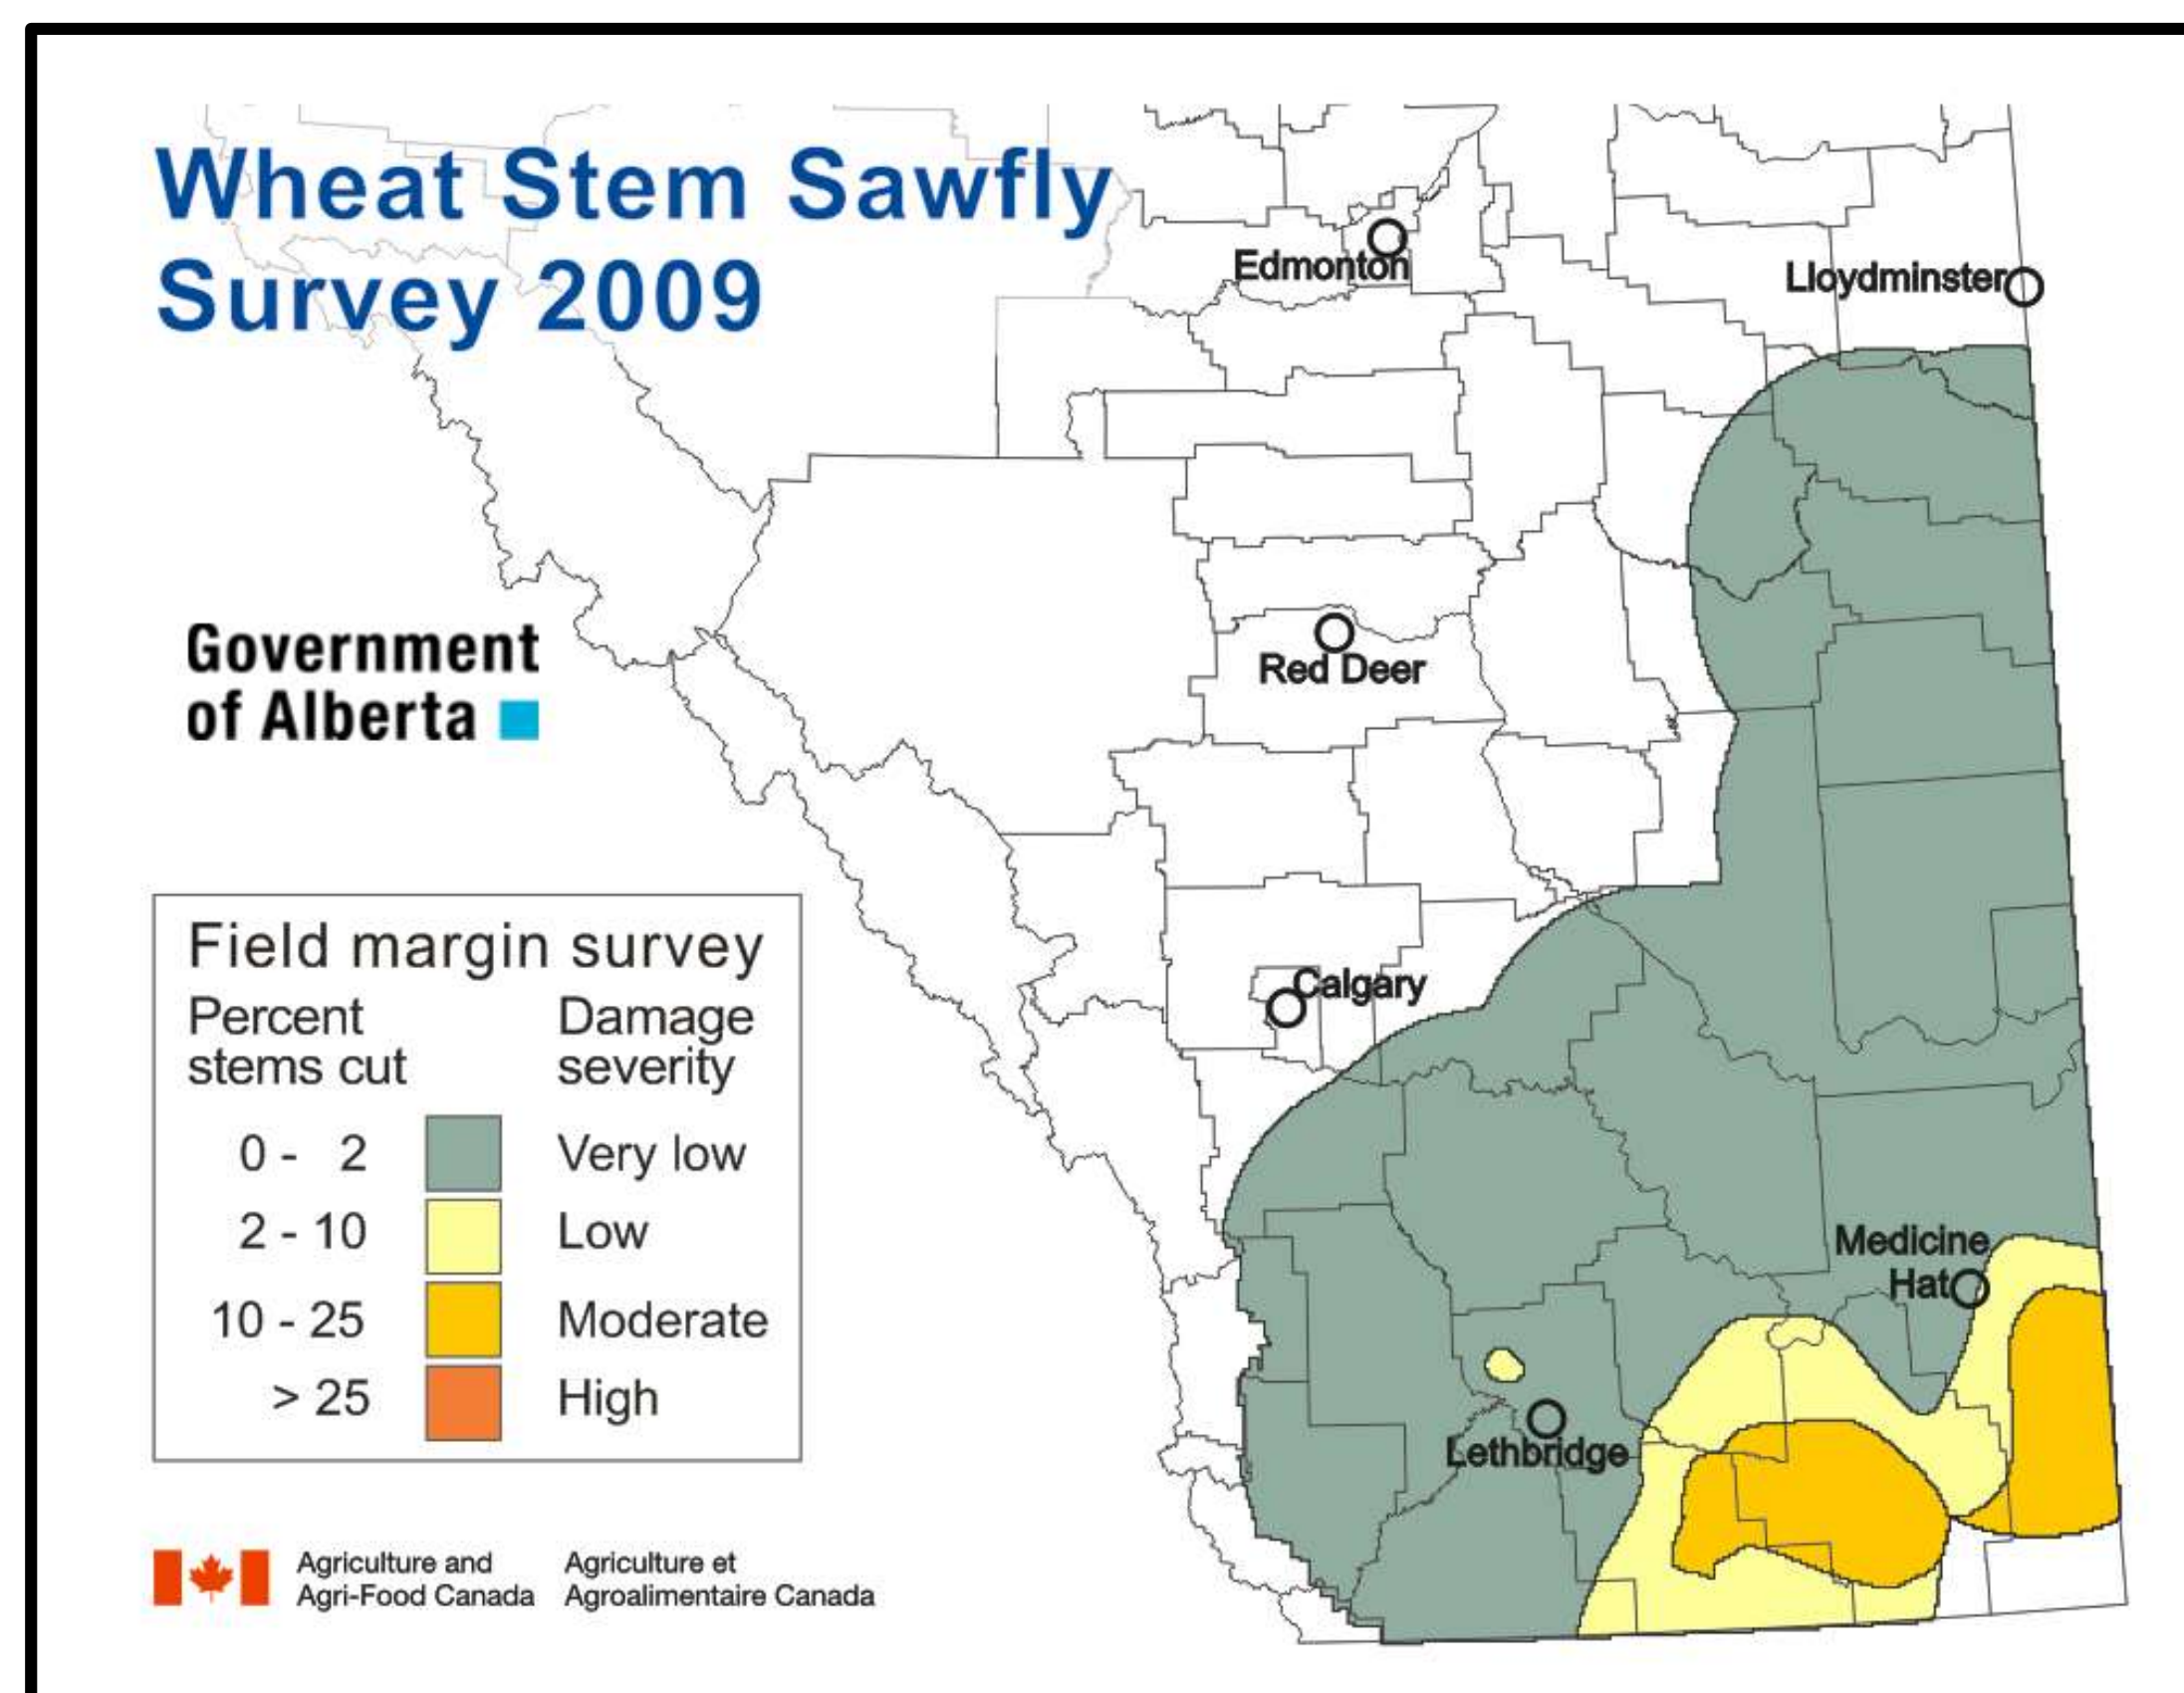 Wheat Stem Sawfly
Survey 2009
Edmonton
Lloydminster
Government
of Alberta
Red Deer
Field margin survey
Percent
stems cut
Damage
severity
0 - 2 Very low
2 - 10 Low
10 - 25 Moderate
> 25 High
Calgary
Medicine
Hat
Lethbridge
Agriculture and
Agri-Food Canada
Agriculture et
Agroalimentaire Canada